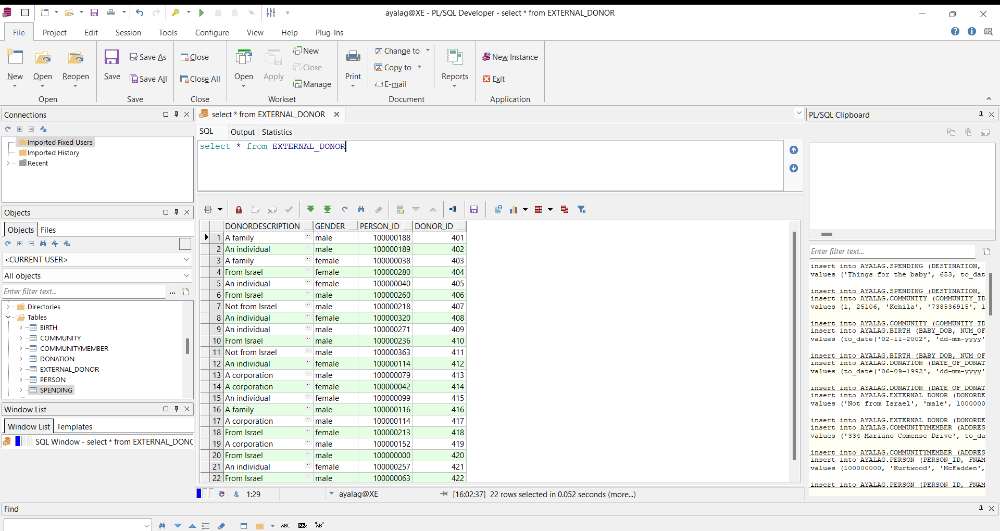 ayalag@XE - PL/SQL Developer - select * from EXTERNAL_DONOR
File Project Edit Session Tools Configure View Help Plug-Ins
New Open Reopen Save Save As Save All Close Close All Open Apply New Close Manage Print Change to Copy to E-mail Reports New Instance Exit
Open Save Close Workset Document Application
Connections
Imported Fixed Users
Imported History
Recent
Objects
Objects Files
<CURRENT USER>
All objects
Enter filter text...
Directories
Tables
BIRTH
COMMUNITY
COMMUNITYMEMBER
DONATION
EXTERNAL_DONOR
PERSON
SPENDING
Window List
Window List Templates
SQL Window - select * from EXTERNAL_DONO
select * from EXTERNAL_DONOR
SQL Output Statistics
select * from EXTERNAL_DONOR
DONORDESCRIPTION GENDER PERSON_ID DONOR_ID
1 A family ... male 100000188 401
2 An individual ... male 100000189 402
3 A family ... female 100000038 403
4 From Israel ... female 100000280 404
5 An individual ... female 100000040 405
6 From Israel ... male 100000260 406
7 Not from Israel ... male 100000218 407
8 An individual ... female 100000320 408
9 An individual ... male 100000271 409
10 From Israel ... male 100000236 410
11 Not from Israel ... male 100000363 411
12 An individual ... female 100000114 412
13 A corporation ... male 100000079 413
14 A corporation ... female 100000042 414
15 An individual ... female 100000099 415
16 A family ... male 100000116 416
17 A corporation ... male 100000114 417
18 From Israel ... female 100000213 418
19 A corporation ... male 100000152 419
20 From Israel ... male 100000000 420
21 An individual ... female 100000257 421
22 From Israel ... male 100000063 422
& 1:29 ayalag@XE [16:02:37] 22 rows selected in 0.052 seconds (more...)
PL/SQL Clipboard
Enter filter text...
insert into AYALAG.SPENDING (DESTINATION,
values ('Things for the baby', 653, to_dat
insert into AYALAG.SPENDING (DESTINATION,
insert into AYALAG.COMMUNITY (COMMUNITY_ID
values (1, 25106, 'Kehila', '738536915', 1
insert into AYALAG.COMMUNITY (COMMUNITY_ID
insert into AYALAG.BIRTH (BABY_DOB, NUM_OF
values (to_date('02-11-2002', 'dd-mm-yyyy'
insert into AYALAG.BIRTH (BABY_DOB, NUM_OF
insert into AYALAG.DONATION (DATE_OF_DONAT
values (to_date('06-09-1992', 'dd-mm-yyyy'
insert into AYALAG.DONATION (DATE_OF_DONAT
insert into AYALAG.EXTERNAL_DONOR (DONORDE
values ('Not from Israel', 'male', 1000000
insert into AYALAG.EXTERNAL_DONOR (DONORDE
insert into AYALAG.COMMUNITYMEMBER (ADDRES
values ('334 Mariano Comense Drive', to_da
insert into AYALAG.COMMUNITYMEMBER (ADDRES
insert into AYALAG.PERSON (PERSON_ID, FNAM
values (100000000, 'Kurtwood', 'McFadden',
insert into AYALAG.PERSON (PERSON_ID, FNAM
Find
ABC AB "AB"